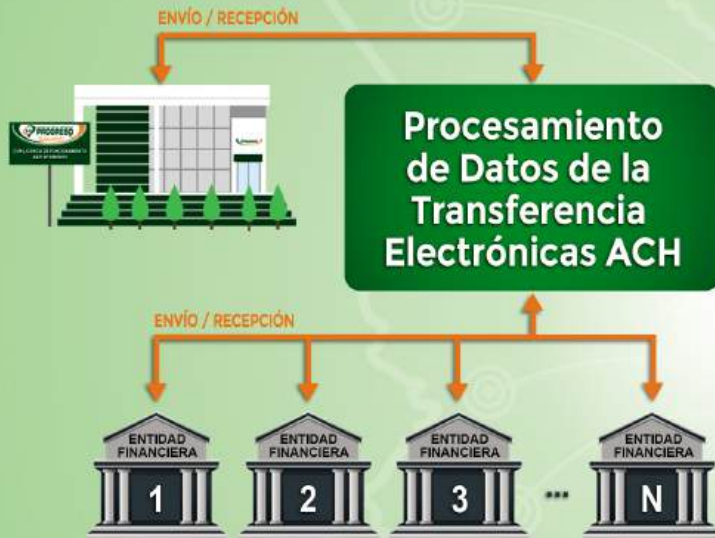 ENVÍO / RECEPCIÓN
PROGRESO
Procesamiento
de Datos de la
Transferencia
Electrónicas ACH
ENVÍO / RECEPCIÓN
ENTIDAD
FINANCIERA
1
ENTIDAD
FINANCIERA
2
ENTIDAD
FINANCIERA
3
...
ENTIDAD
FINANCIERA
N